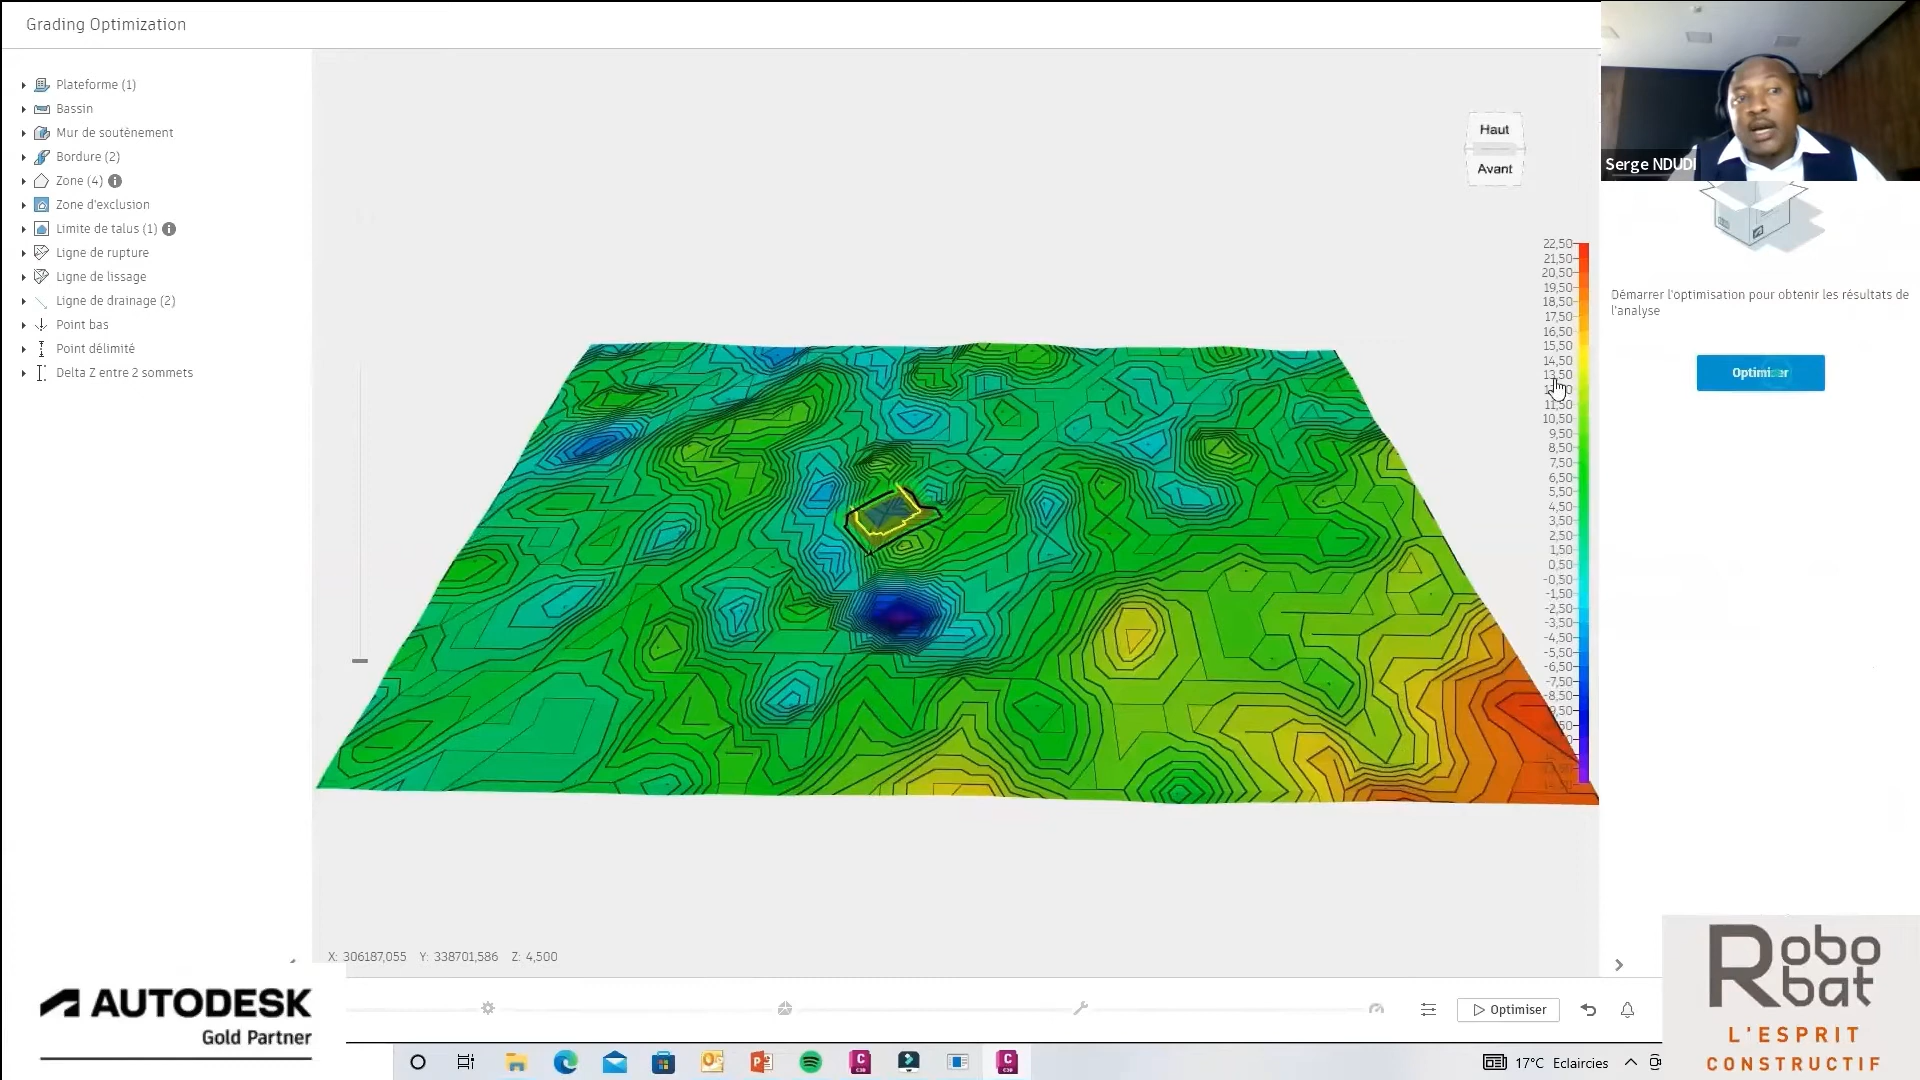 Grading Optimization
Plateforme (1)
Bassin
Mur de soutènement
Bordure (2)
Zone (4)
Zone d'exclusion
Limite de talus (1)
Ligne de rupture
Ligne de lissage
Ligne de drainage (2)
Point bas
Point délimité
Delta Z entre 2 sommets
Haut
Avant
Serge NDUDI
22,50
21,50
20,50
19,50
18,50
17,50
16,50
15,50
14,50
13,50
11,50
10,50
9,50
8,50
7,50
6,50
5,50
4,50
3,50
2,50
1,50
0,50
-0,50
-1,50
-2,50
-3,50
-4,50
-5,50
-6,50
-7,50
-8,50
Démarrer l'optimisation pour obtenir les résultats de
l'analyse
Optimiser
X: 306187,055 Y: 338701,586 Z: 4,500
Optimiser
AUTODESK
Gold Partner
Robobat
L'ESPRIT
CONSTRUCTIF
17°C Eclaircies